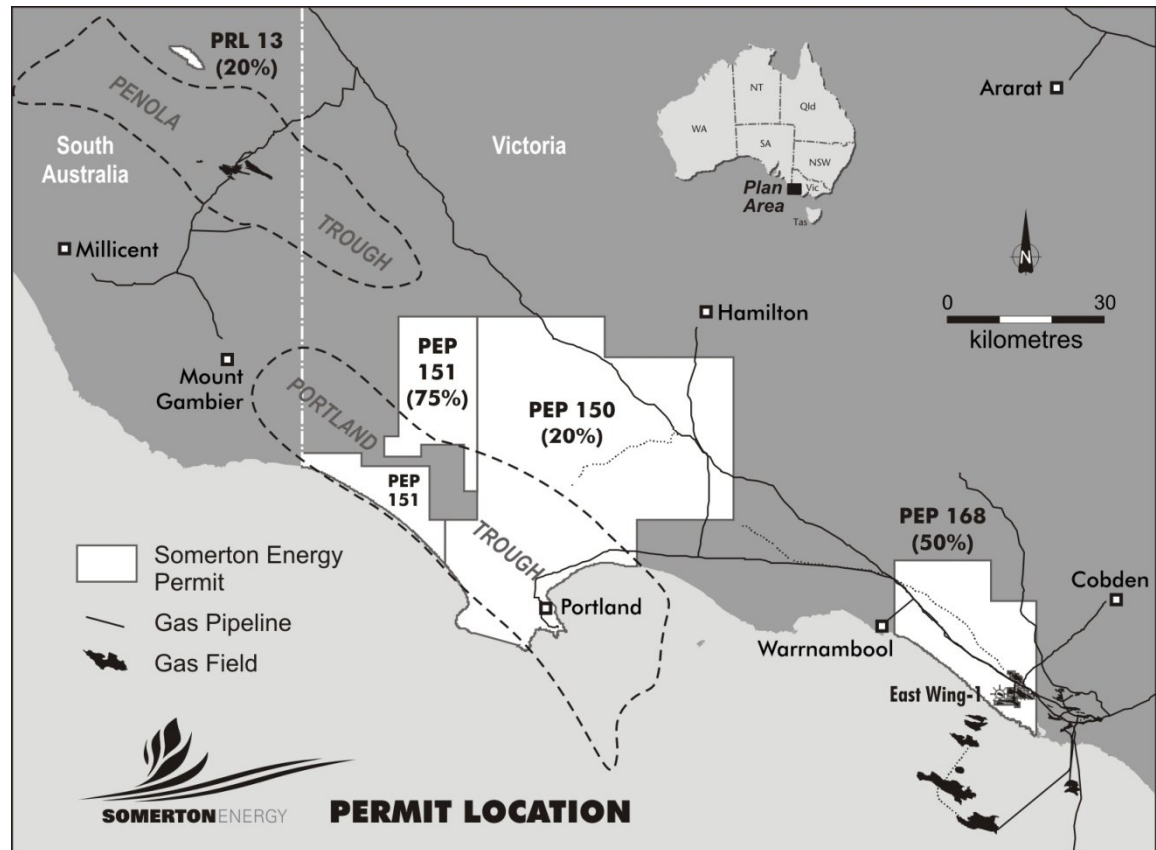 PRL 13
(20%)
PENOLA
TROUGH
South
Australia
Victoria
Ararat
WA
NT
Qld
SA
NSW
Vic
Tas
Plan
Area
N
0 30
kilometres
Millicent
Mount
Gambier
Hamilton
PORTLAND
TROUGH
PEP
151
(75%)
PEP 150
(20%)
PEP
151
PEP 168
(50%)
Cobden
Portland
Warrnambool
East Wing-1
Somerton Energy
Permit
Gas Pipeline
Gas Field
SOMERTON ENERGY
PERMIT LOCATION